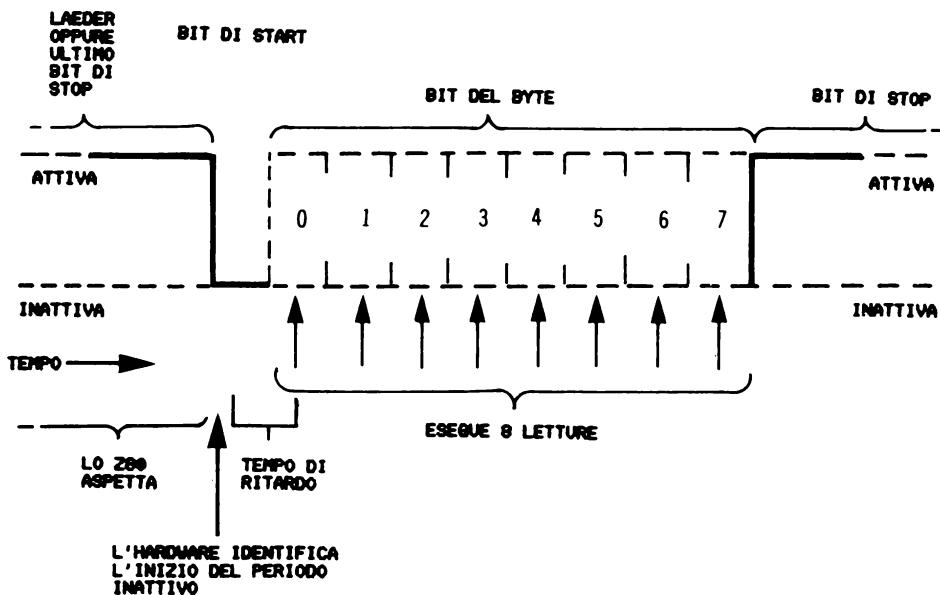 LAEDER
OPPURE
ULTIMO
BIT DI
STOP
BIT DI START
BIT DEL BYTE
BIT DI STOP
ATTIVA
ATTIVA
0 1 2 3 4 5 6 7
INATTIVA
INATTIVA
TEMPO
ESEGUE 8 LETTURE
LO Z80
ASPETTA
TEMPO DI
RITARDO
L'HARDWARE IDENTIFICA
L'INIZIO DEL PERIODO
INATTIVO